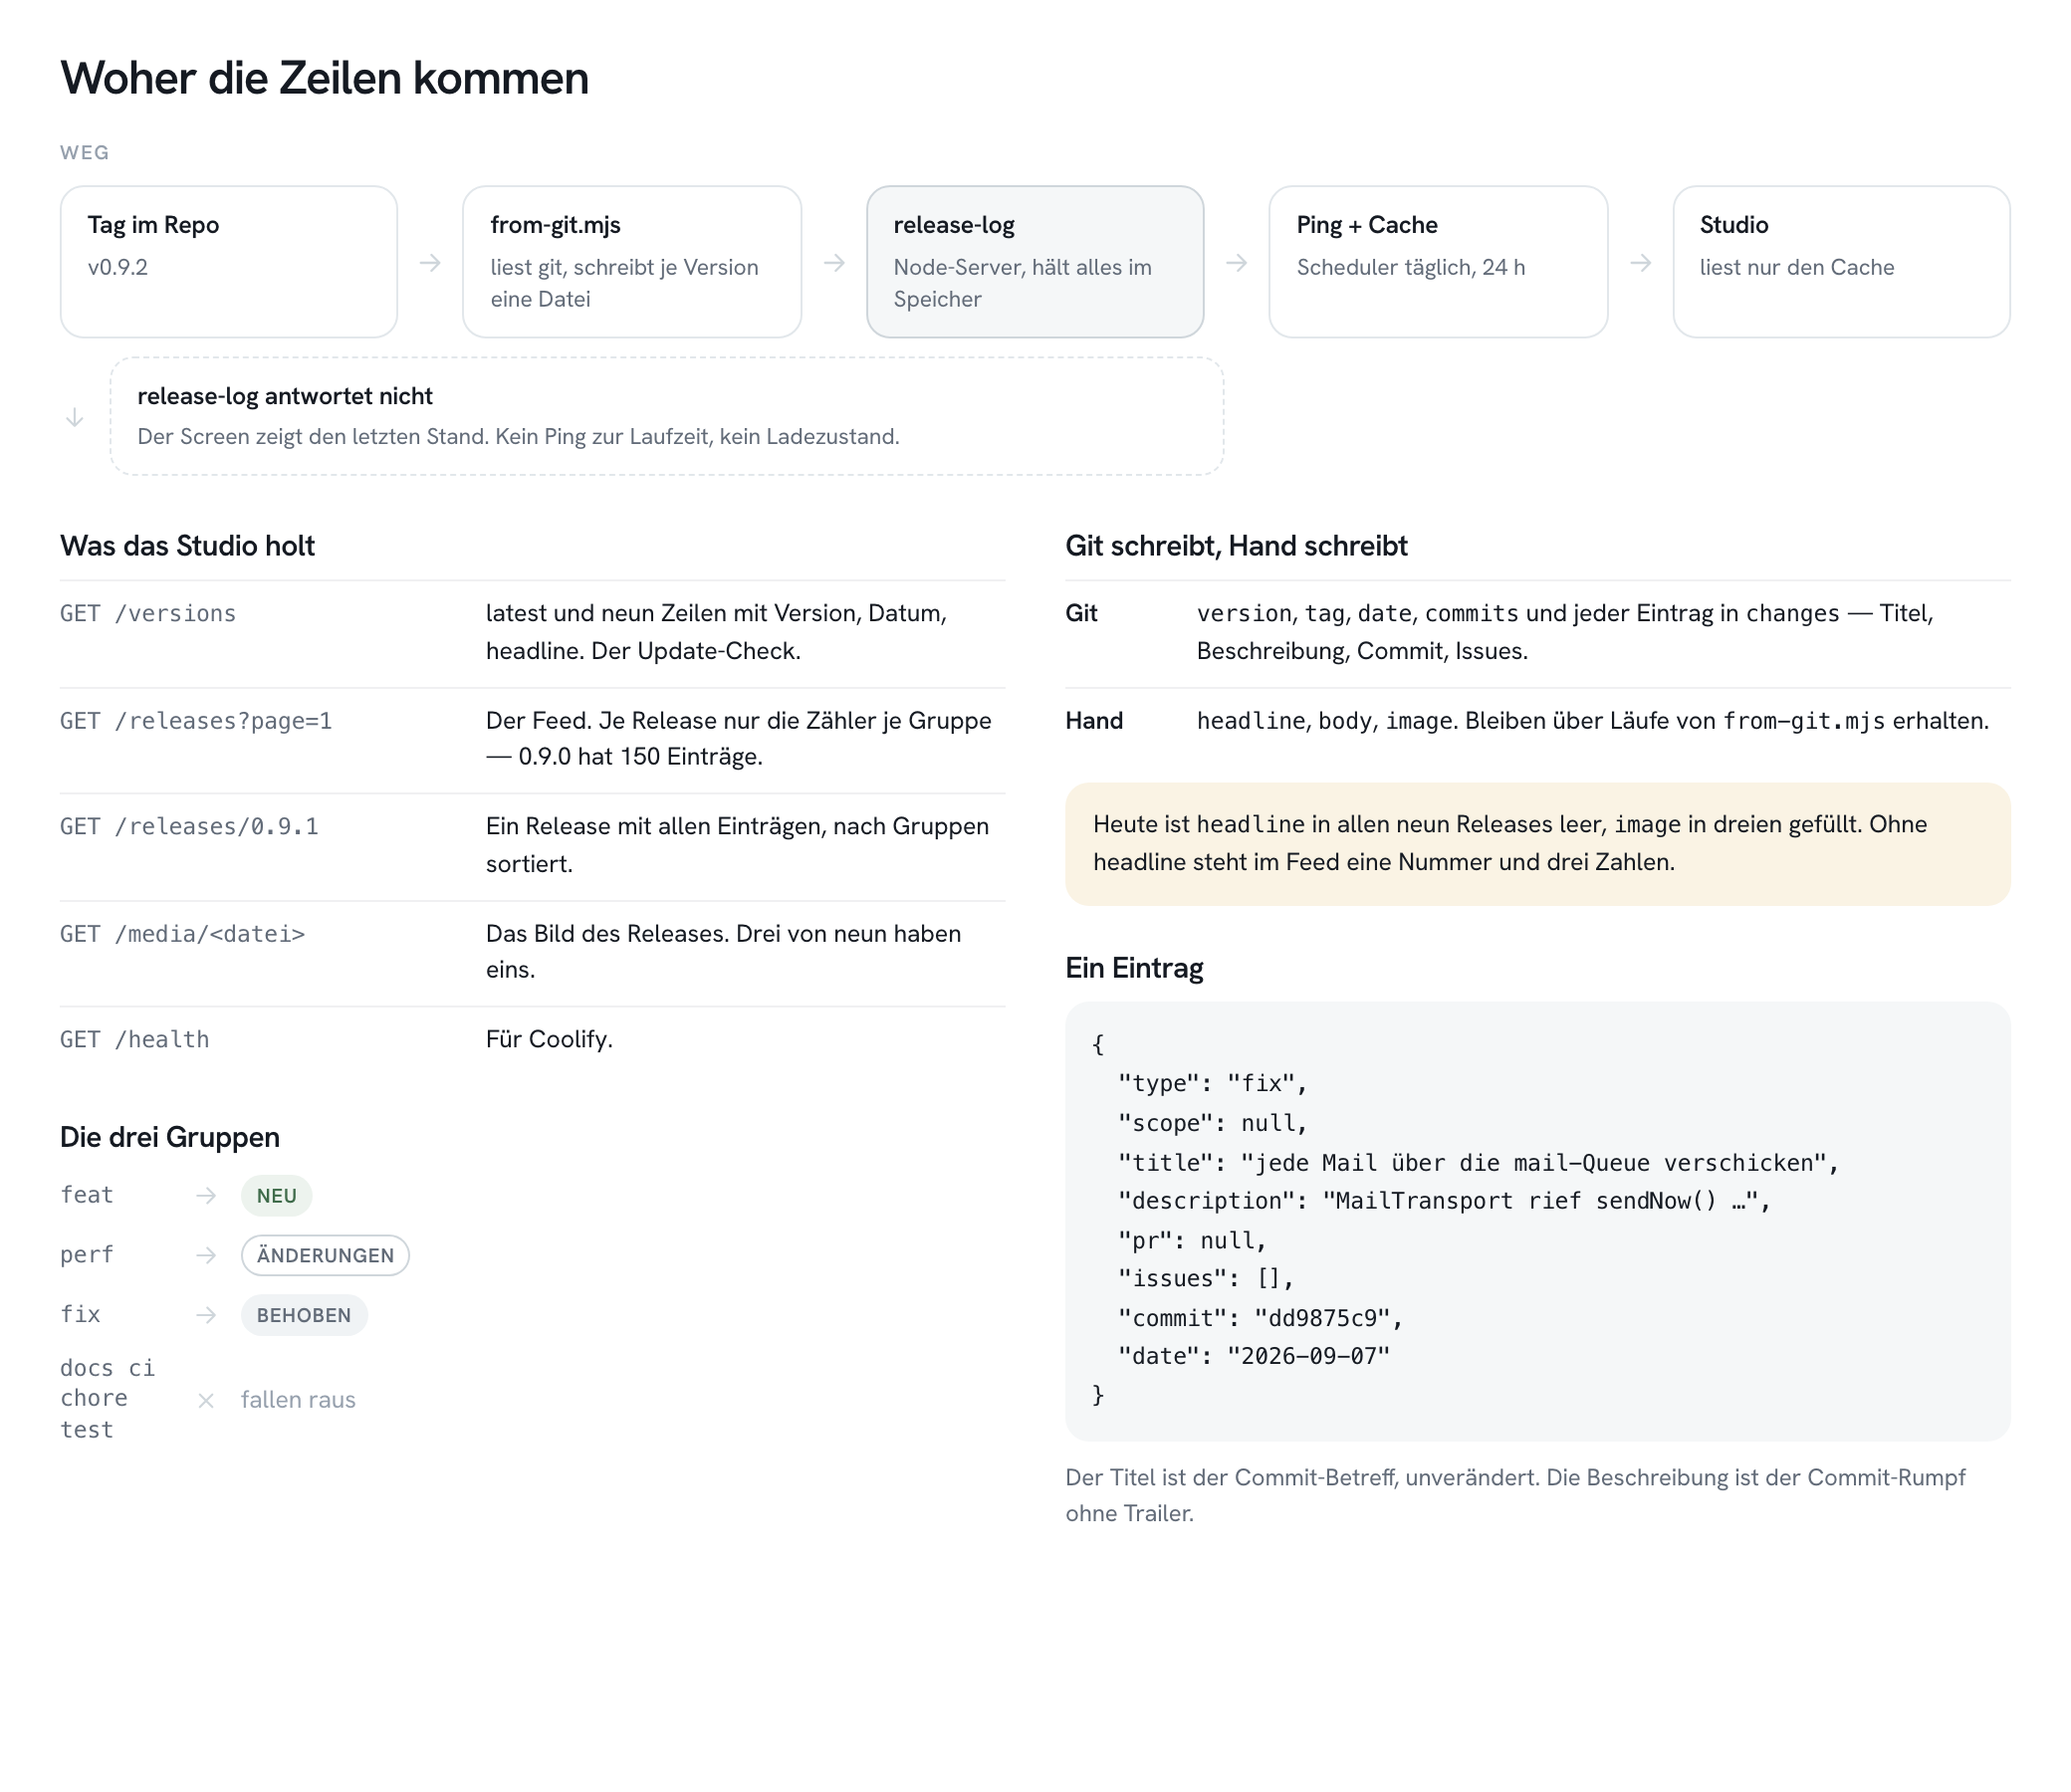 Woher die Zeilen kommen
WEG
Tag im Repo
v0.9.2
→
from-git.mjs
liest git, schreibt je Version
eine Datei
→
release-log
Node-Server, hält alles im
Speicher
→
Ping + Cache
Scheduler täglich, 24 h
→
Studio
liest nur den Cache
↓
release-log antwortet nicht
Der Screen zeigt den letzten Stand. Kein Ping zur Laufzeit, kein Ladezustand.
Was das Studio holt
GET /versions
latest und neun Zeilen mit Version, Datum,
headline. Der Update-Check.
GET /releases?page=1
Der Feed. Je Release nur die Zähler je Gruppe
— 0.9.0 hat 150 Einträge.
GET /releases/0.9.1
Ein Release mit allen Einträgen, nach Gruppen
sortiert.
GET /media/<datei>
Das Bild des Releases. Drei von neun haben
eins.
GET /health
Für Coolify.
Die drei Gruppen
feat → NEU
perf → ÄNDERUNGEN
fix → BEHOBEN
docs ci
chore
test
× fallen raus
Git schreibt, Hand schreibt
Git
version, tag, date, commits und jeder Eintrag in changes — Titel,
Beschreibung, Commit, Issues.
Hand
headline, body, image. Bleiben über Läufe von from-git.mjs erhalten.
Heute ist headline in allen neun Releases leer, image in dreien gefüllt. Ohne
headline steht im Feed eine Nummer und drei Zahlen.
Ein Eintrag
{
  "type": "fix",
  "scope": null,
  "title": "jede Mail über die mail-Queue verschicken",
  "description": "MailTransport rief sendNow() …",
  "pr": null,
  "issues": [],
  "commit": "dd9875c9",
  "date": "2026-09-07"
}
Der Titel ist der Commit-Betreff, unverändert. Die Beschreibung ist der Commit-Rumpf
ohne Trailer.